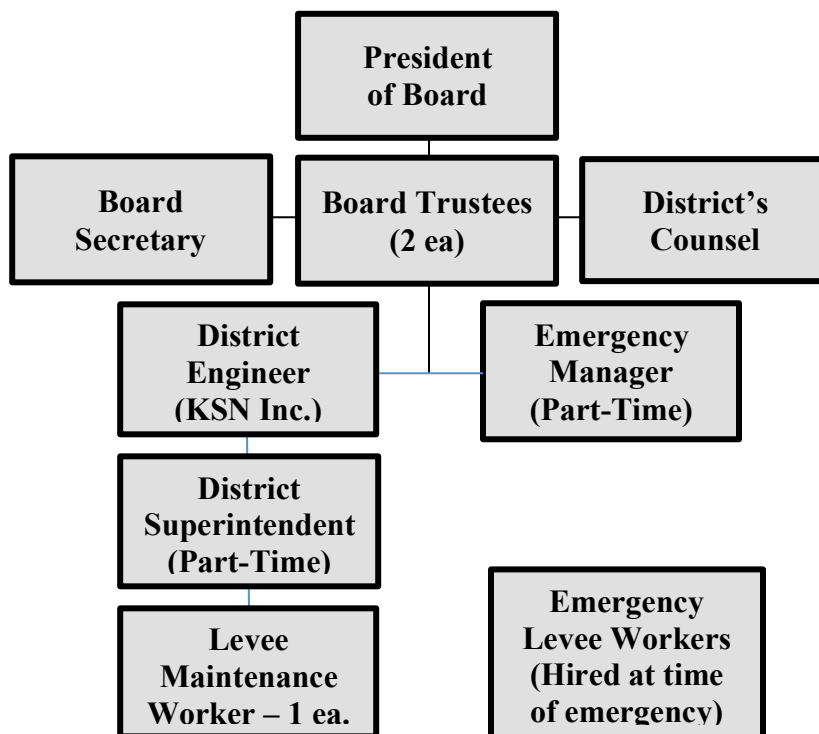 President
of Board
Board
Secretary
Board Trustees
(2 ea)
District’s
Counsel
District
Engineer
(KSN Inc.)
Emergency
Manager
(Part-Time)
District
Superintendent
(Part-Time)
Levee
Maintenance
Worker – 1 ea.
Emergency
Levee Workers
(Hired at time
of emergency)